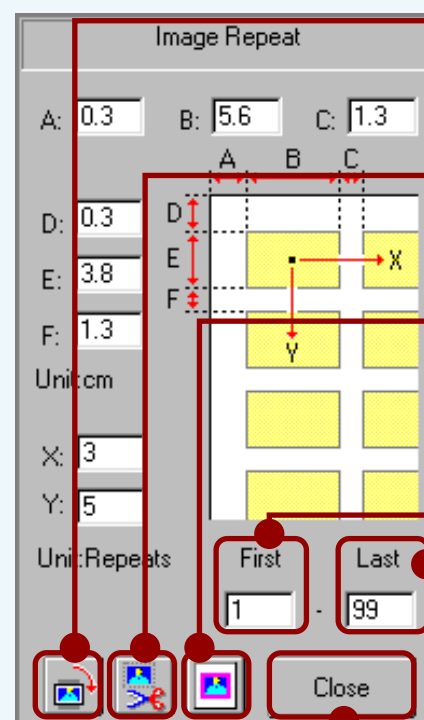 Image Repeat
A: 0.3 B: 5.6 C: 1.3
A B C
D: 0.3
D
E: 3.8
E
X
F: 1.3
F
Y
Unit:cm
X: 3
Y: 5
Unit:Repeats
First Last
1 - 99
Close